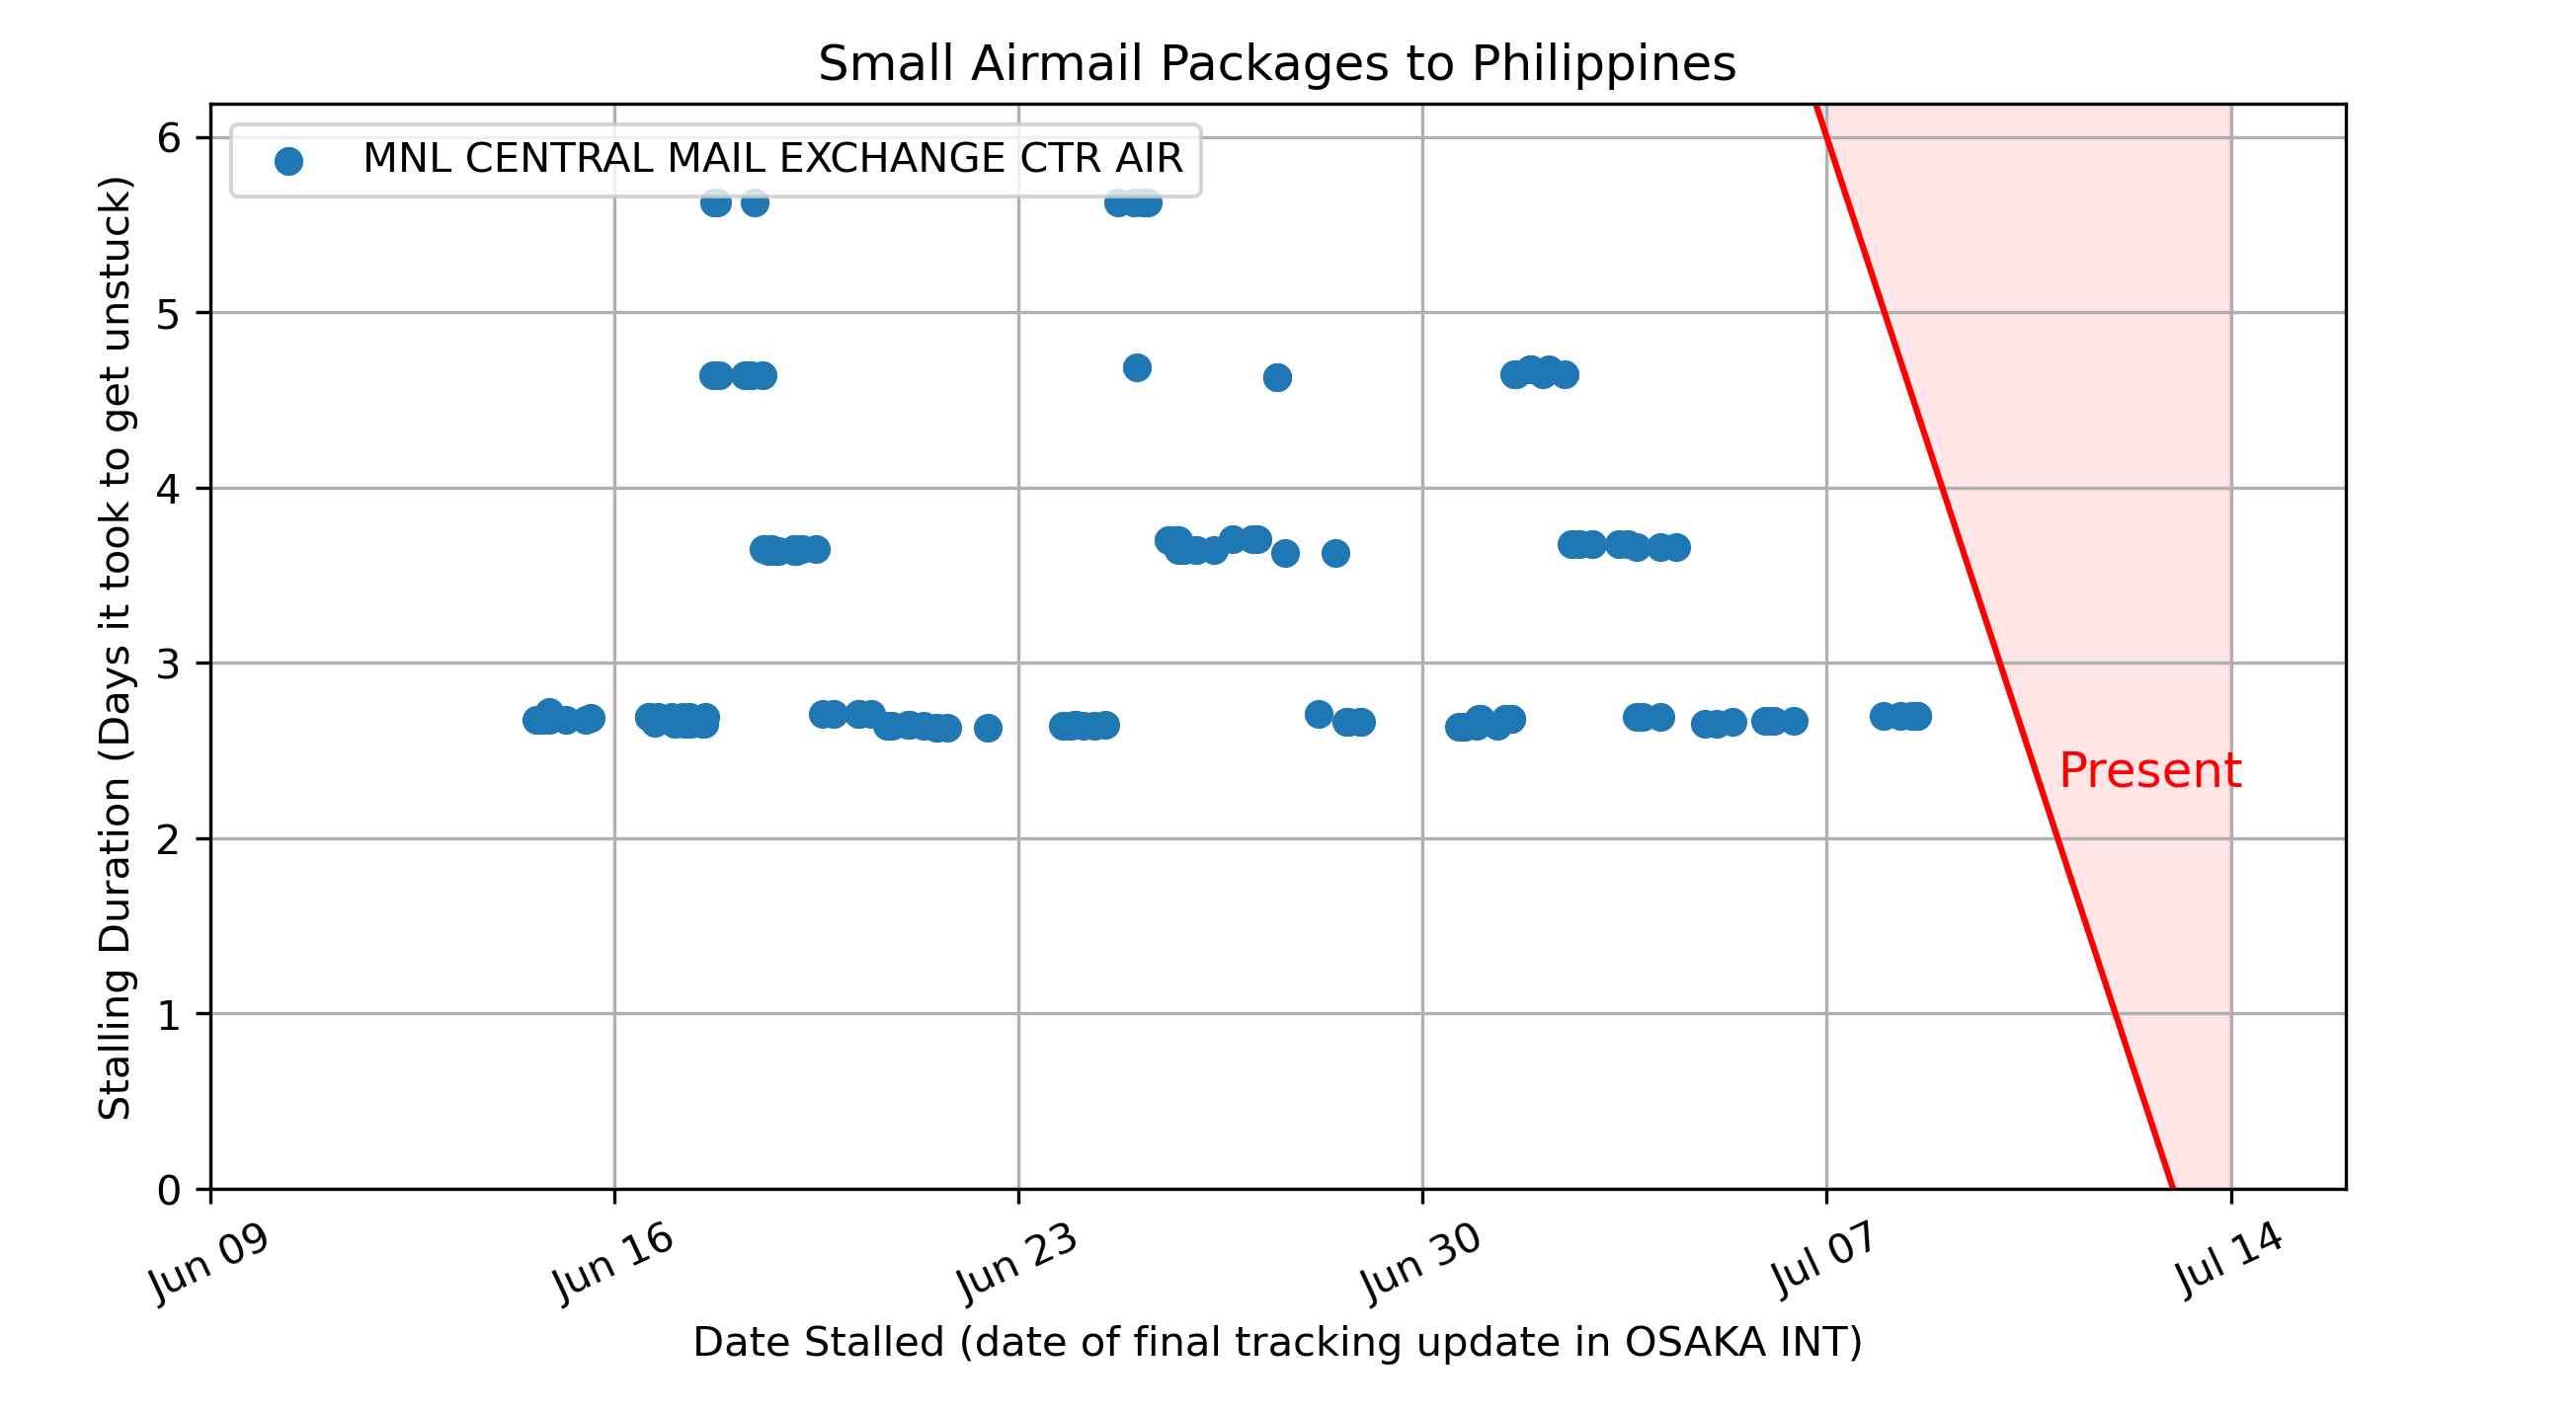 Small Airmail Packages to Philippines
MNL CENTRAL MAIL EXCHANGE CTR AIR
Stalling Duration (Days it took to get unstuck)
6
5
4
3
2
1
0
Present
Jun 09
Jun 16
Jun 23
Jun 30
Jul 07
Jul 14
Date Stalled (date of final tracking update in OSAKA INT)